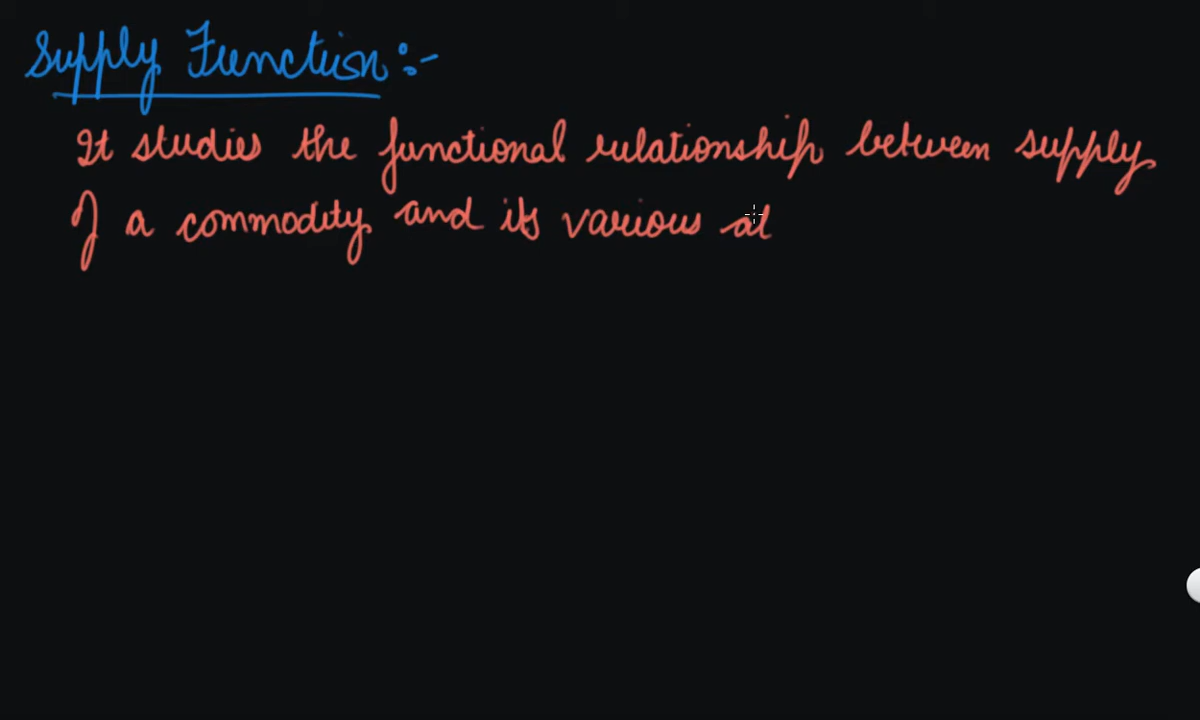 Supply Function :-
It studies the functional relationship between supply
of a commodity and its various